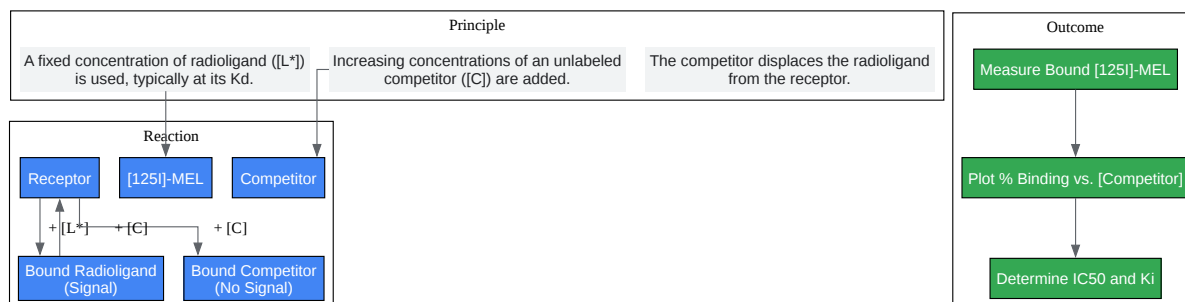 Principle
A fixed concentration of radioligand ([L*])
is used, typically at its Kd.
Increasing concentrations of an unlabeled
competitor ([C]) are added.
The competitor displaces the radioligand
from the receptor.
Reaction
Receptor
[125I]-MEL
Competitor
+ [L*]
+ [C]
+ [C]
Bound Radioligand
(Signal)
Bound Competitor
(No Signal)
Outcome
Measure Bound [125I]-MEL
Plot % Binding vs. [Competitor]
Determine IC50 and Ki